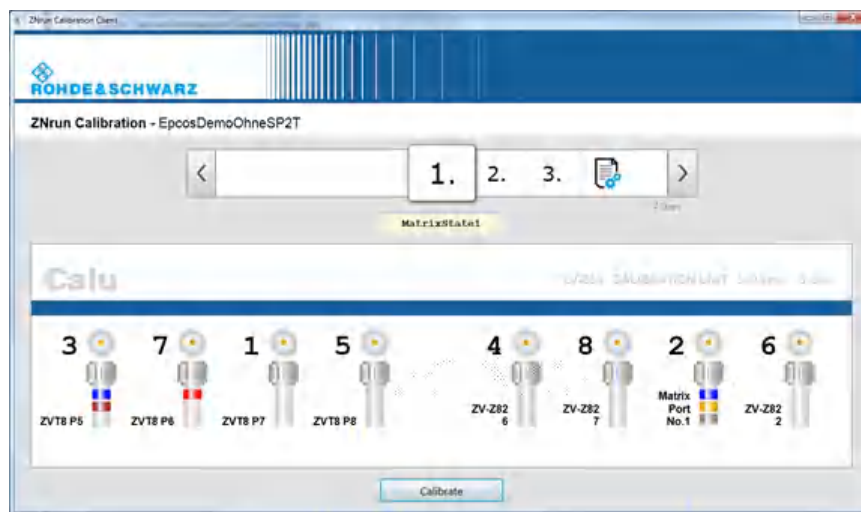 ZNrun Calibration Client
ROHDE&SCHWARZ
ZNrun Calibration - EpcosDemoOhneSP2T
1. 2. 3.
MatrixState1
Calu
CALIBRATION UNIT
3 7 1 5 4 8 2 6
ZVT8 P5
ZVT8 P6
ZVT8 P7
ZVT8 P8
ZV-Z82
6
ZV-Z82
7
Matrix
Port
No.1
ZV-Z82
2
Calibrate